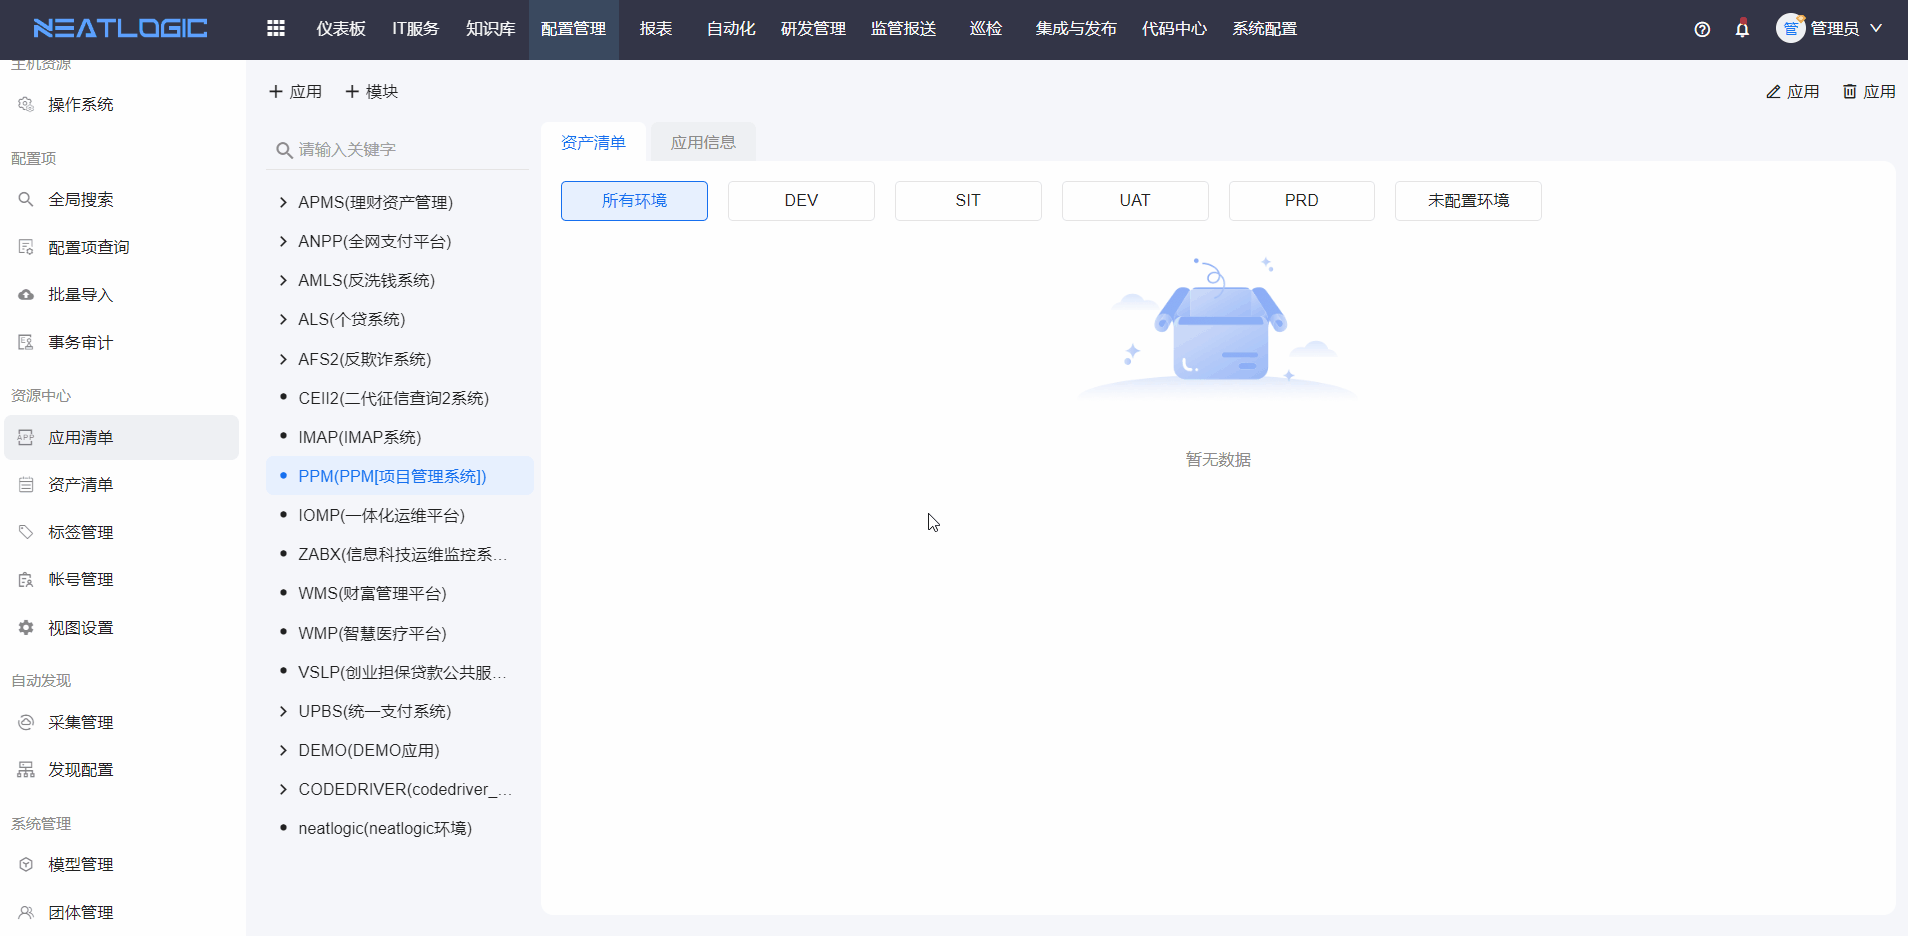 NEATLOGIC
仪表板
IT服务
知识库
配置管理
报表
自动化
研发管理
监管报送
巡检
集成与发布
代码中心
系统配置
管
管理员
主机资源
操作系统
配置项
全局搜索
配置项查询
批量导入
事务审计
资源中心
应用清单
资产清单
标签管理
帐号管理
视图设置
自动发现
采集管理
发现配置
系统管理
模型管理
团体管理
应用
模块
应用
应用
请输入关键字
APMS(理财资产管理)
ANPP(全网支付平台)
AMLS(反洗钱系统)
ALS(个贷系统)
AFS2(反欺诈系统)
CEII2(二代征信查询2系统)
IMAP(IMAP系统)
PPM(PPM[项目管理系统])
IOMP(一体化运维平台)
ZABX(信息科技运维监控系...
WMS(财富管理平台)
WMP(智慧医疗平台)
VSLP(创业担保贷款公共服...
UPBS(统一支付系统)
DEMO(DEMO应用)
CODEDRIVER(codedriver_...
neatlogic(neatlogic环境)
资产清单
应用信息
所有环境
DEV
SIT
UAT
PRD
未配置环境
暂无数据